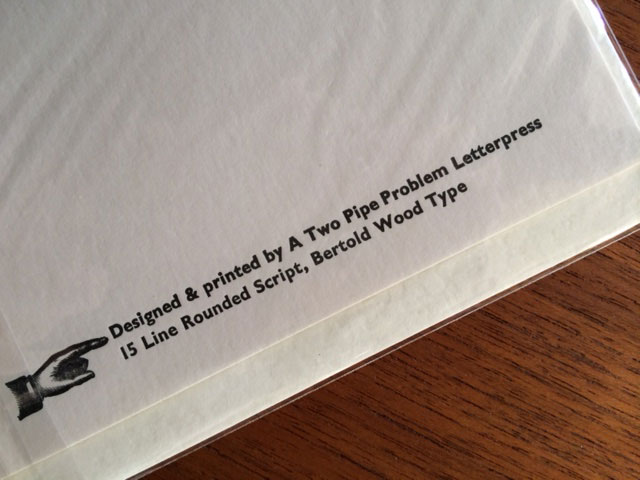 Designed & printed by A Two Pipe Problem Letterpress
15 Line Rounded Script, Bertold Wood Type